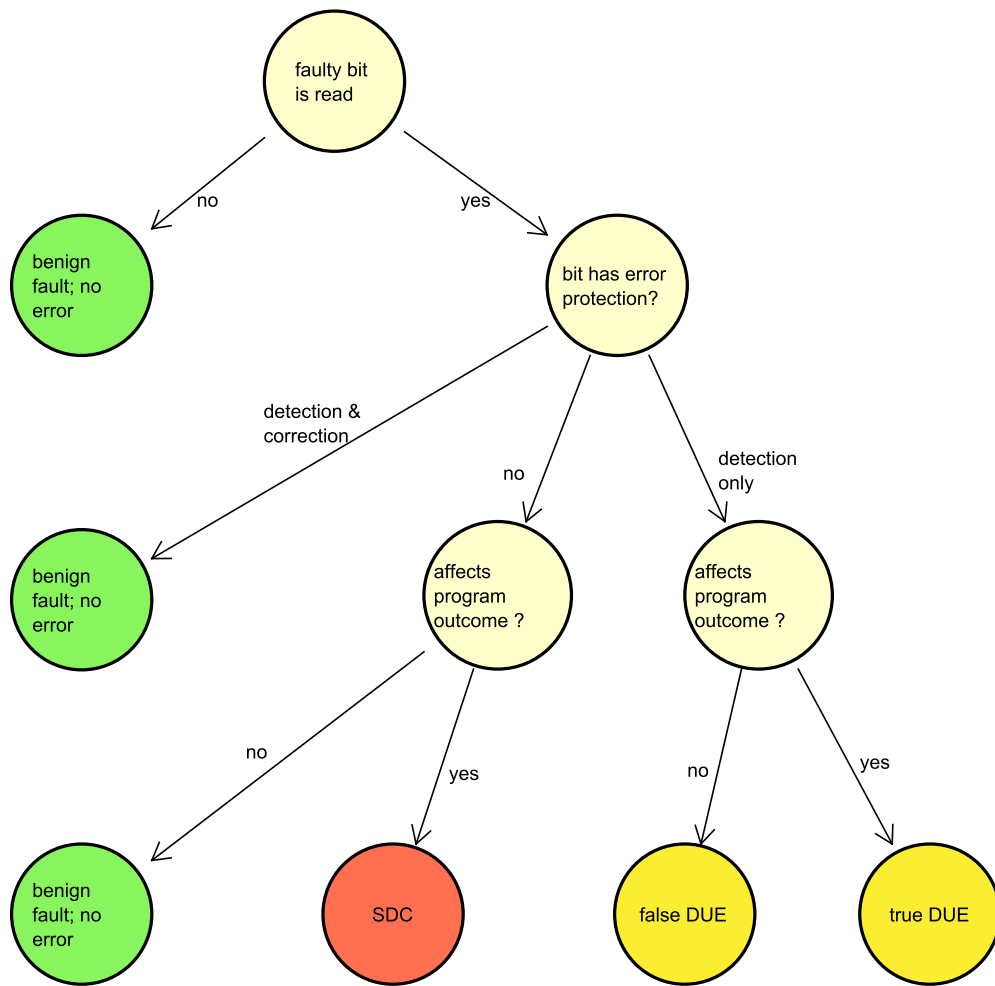 faulty bit
is read
no
yes
benign
fault; no
error
bit has error
protection?
detection &
correction
no
detection
only
benign
fault; no
error
affects
program
outcome ?
affects
program
outcome ?
no
yes
no
yes
benign
fault; no
error
SDC
false DUE
true DUE